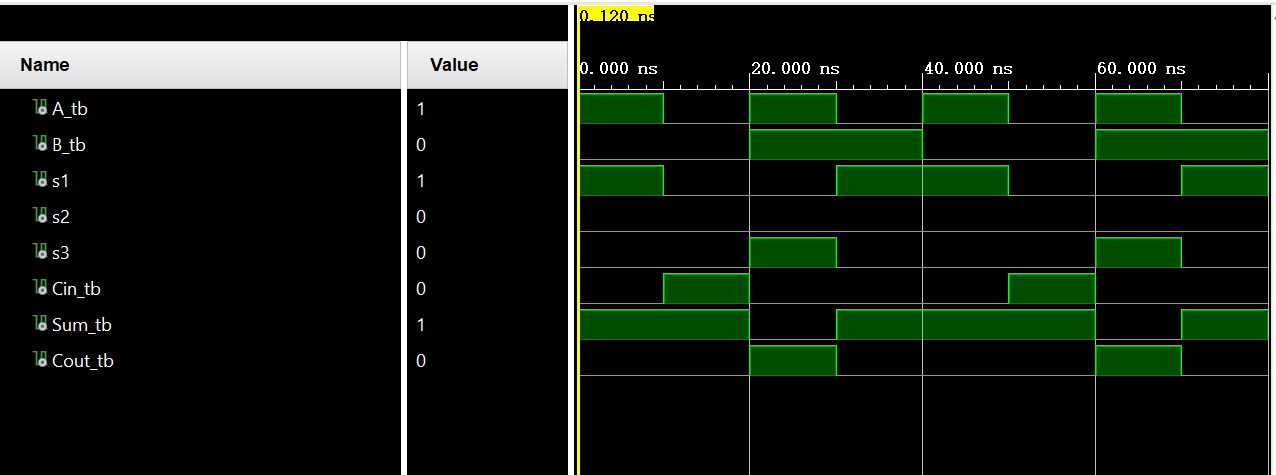 0.120 ns
Name Value
0.000 ns 20.000 ns 40.000 ns 60.000 ns
A_tb 1
B_tb 0
s1 1
s2 0
s3 0
Cin_tb 0
Sum_tb 1
Cout_tb 0